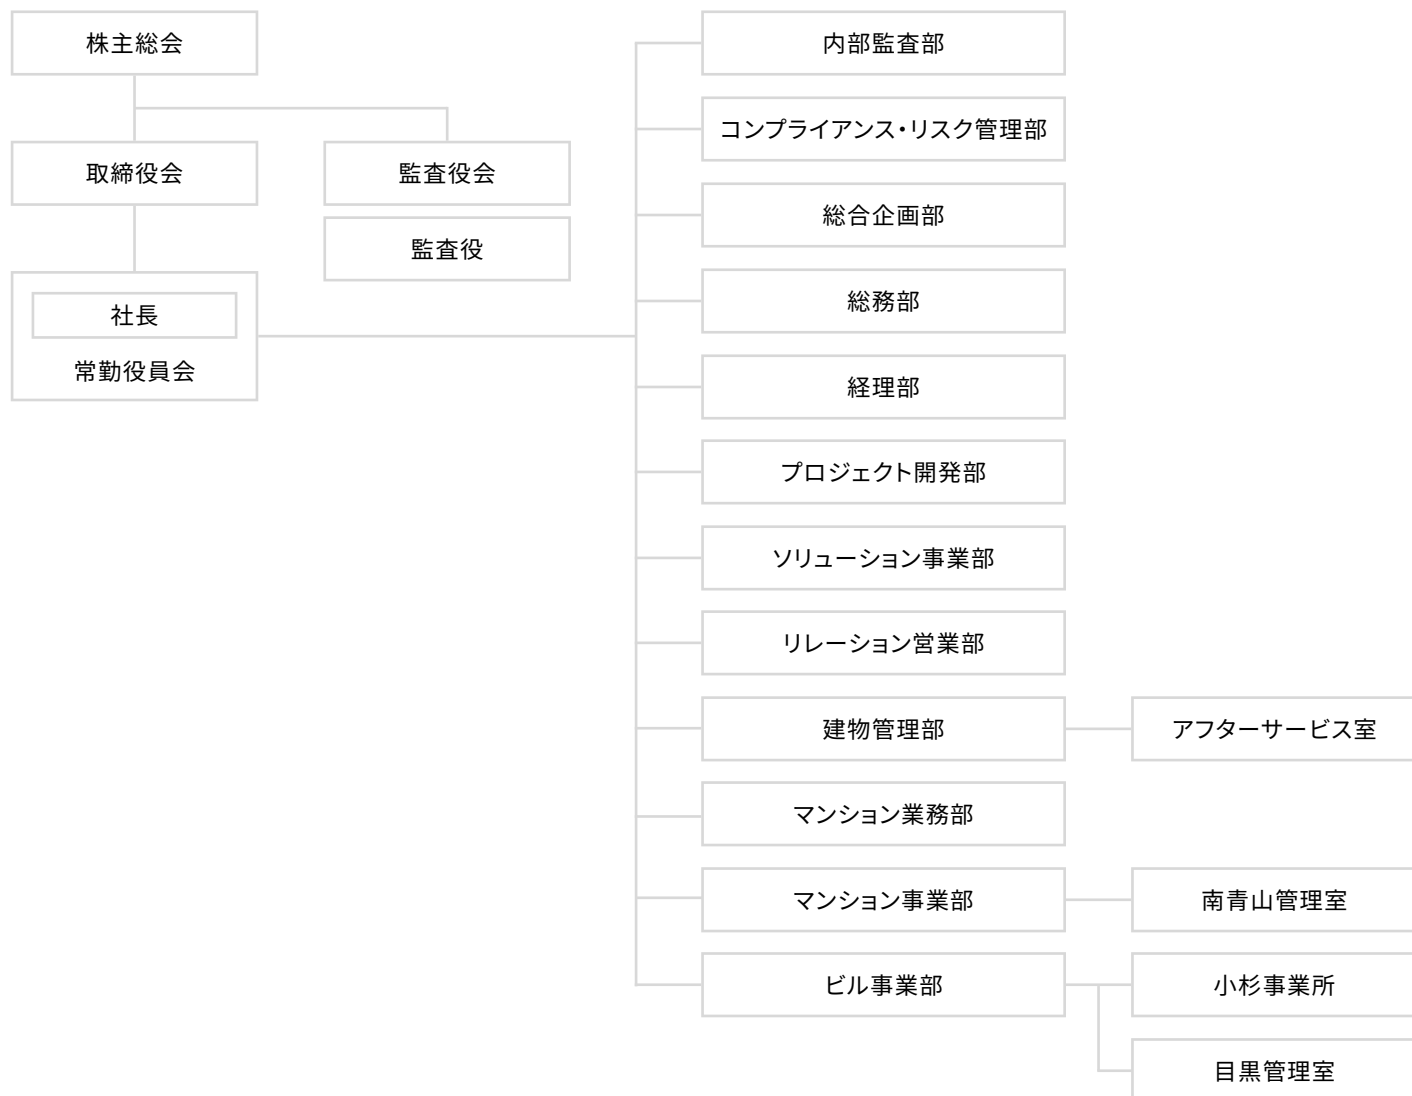 株主総会
取締役会
監査役会
監査役
社長
常勤役員会
内部監査部
コンプライアンス・リスク管理部
総合企画部
総務部
経理部
プロジェクト開発部
ソリューション事業部
リレーション営業部
建物管理部
アフターサービス室
マンション業務部
マンション事業部
南青山管理室
ビル事業部
小杉事業所
目黒管理室